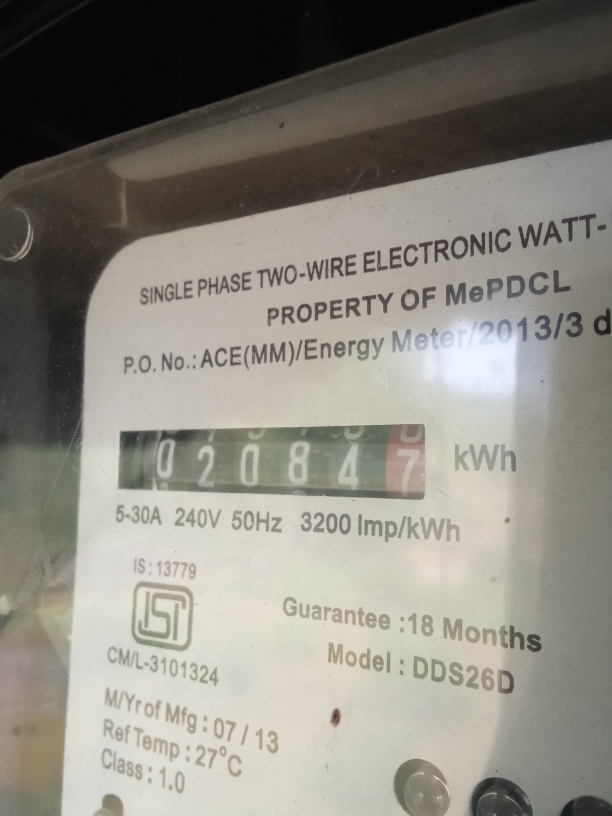 SINGLE PHASE TWO-WIRE ELECTRONIC WATT-
PROPERTY OF MePDCL
P.O. No.: ACE(MM)/Energy Meter/2013/3 d
020847 kWh
5-30A 240V 50Hz 3200 Imp/kWh
IS : 13779
ISI
CM/L-3101324
Guarantee :18 Months
Model : DDS26D
M/Yr of Mfg : 07 / 13
Ref Temp : 27°C
Class : 1.0